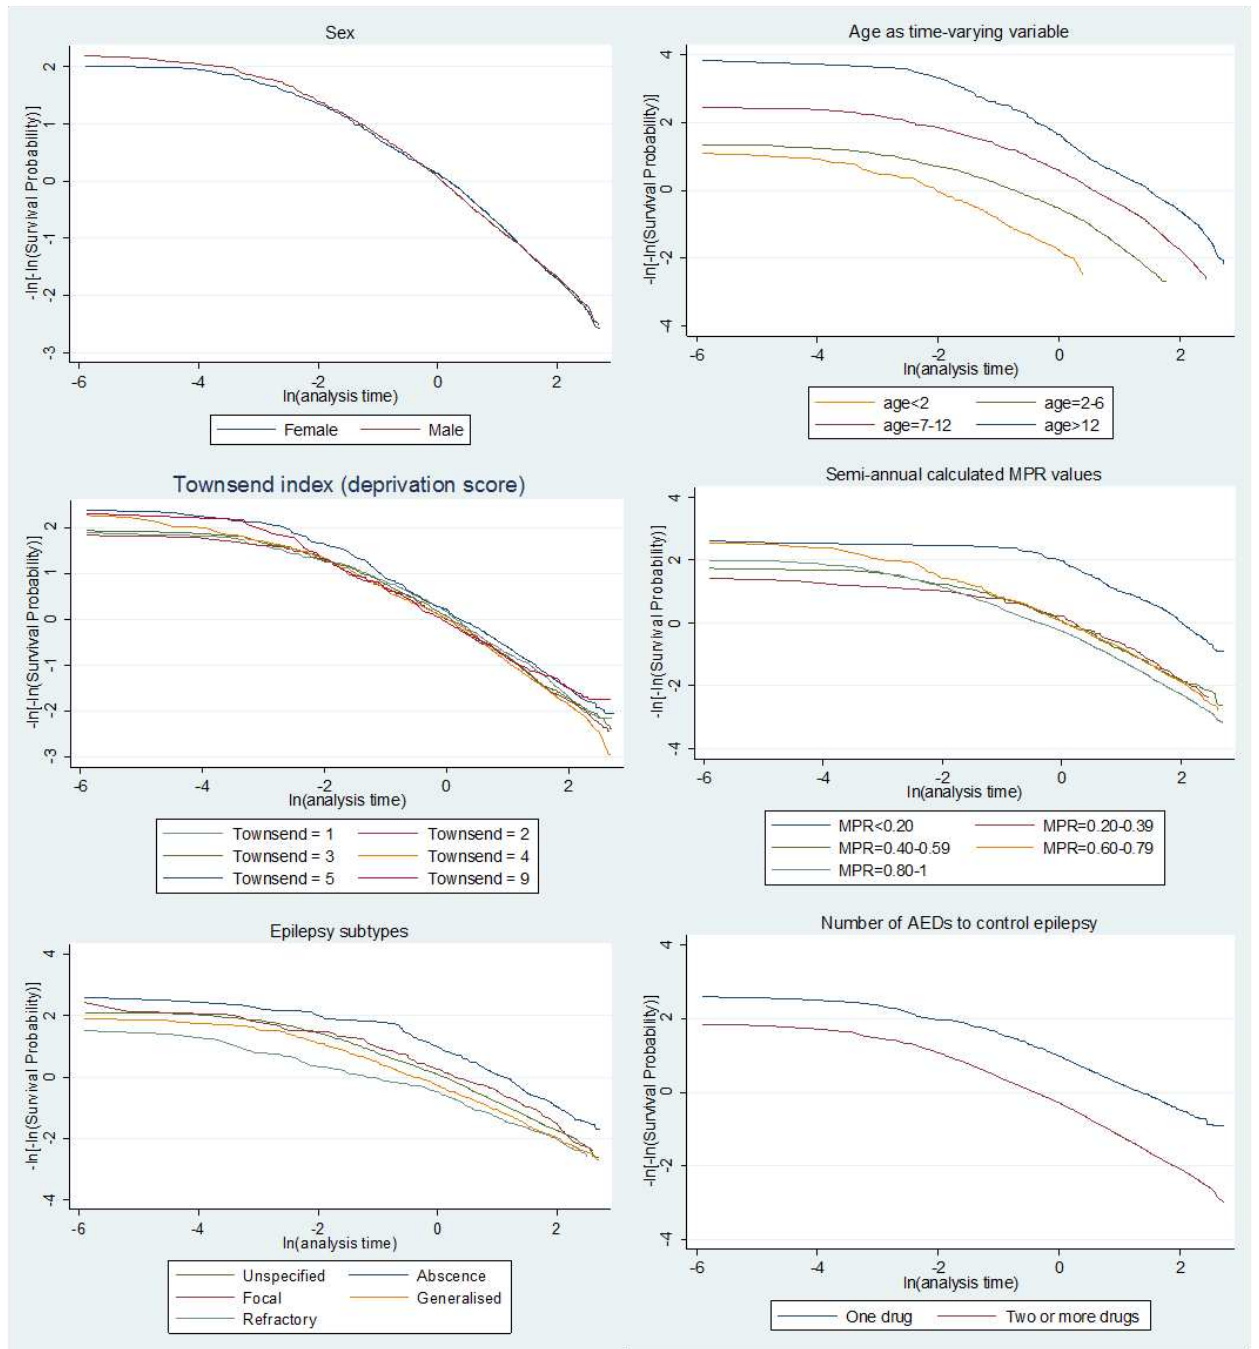 Sex
-ln[-ln(Survival Probability)]
2
1
0
-1
-2
-3
-6 -4 -2 0 2
ln(analysis time)
Female Male
Age as time-varying variable
-ln[-ln(Survival Probability)]
4
2
0
-2
-4
-6 -4 -2 0 2
ln(analysis time)
age<2 age=2-6
age=7-12 age>12
Townsend index (deprivation score)
-ln[-ln(Survival Probability)]
2
1
0
-1
-2
-3
-6 -4 -2 0 2
ln(analysis time)
Townsend = 1 Townsend = 2
Townsend = 3 Townsend = 4
Townsend = 5 Townsend = 9
Semi-annual calculated MPR values
-ln[-ln(Survival Probability)]
4
2
0
-2
-4
-6 -4 -2 0 2
ln(analysis time)
MPR<0.20 MPR=0.20-0.39
MPR=0.40-0.59 MPR=0.60-0.79
MPR=0.80-1
Epilepsy subtypes
-ln[-ln(Survival Probability)]
4
2
0
-2
-4
-6 -4 -2 0 2
ln(analysis time)
Unspecified Abscence
Focal Generalised
Refractory
Number of AEDs to control epilepsy
-ln[-ln(Survival Probability)]
4
2
0
-2
-4
-6 -4 -2 0 2
ln(analysis time)
One drug Two or more drugs